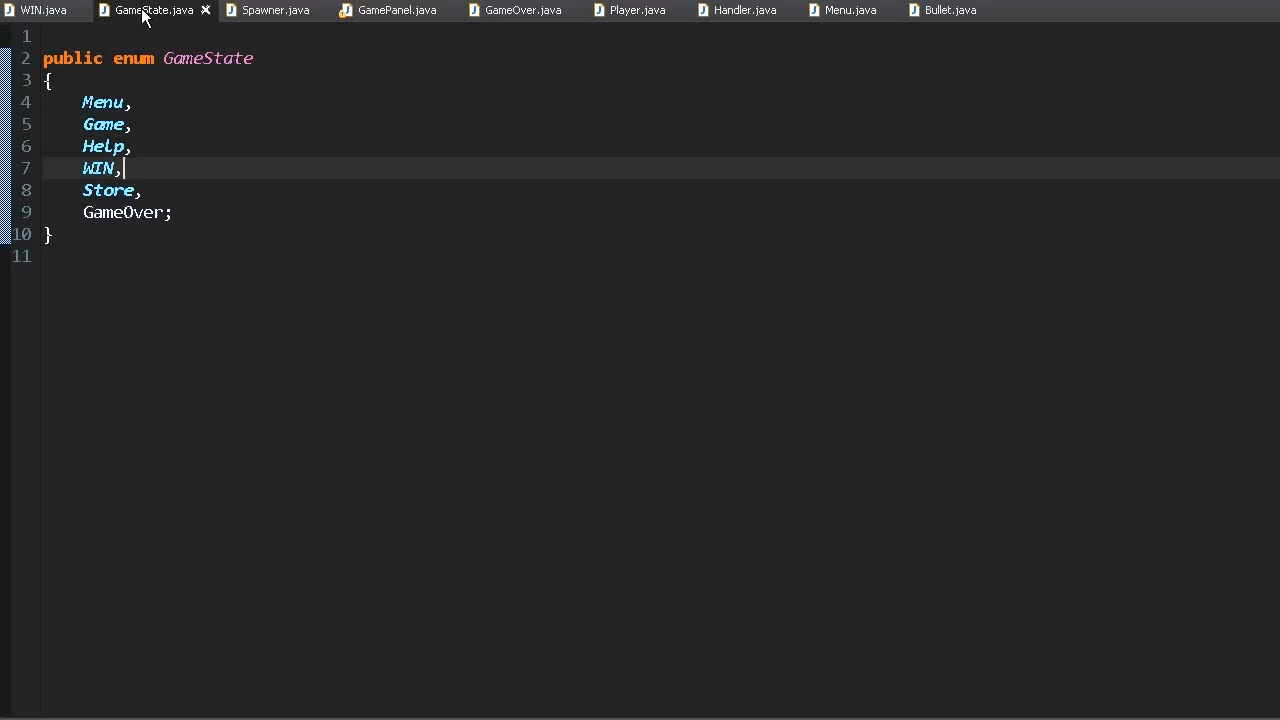 WIN.java GameState.java Spawner.java GamePanel.java GameOver.java Player.java Handler.java Menu.java Bullet.java
1
2 public enum GameState
3 {
4 Menu,
5 Game,
6 Help,
7 WIN,
8 Store,
9 GameOver;
10 }
11